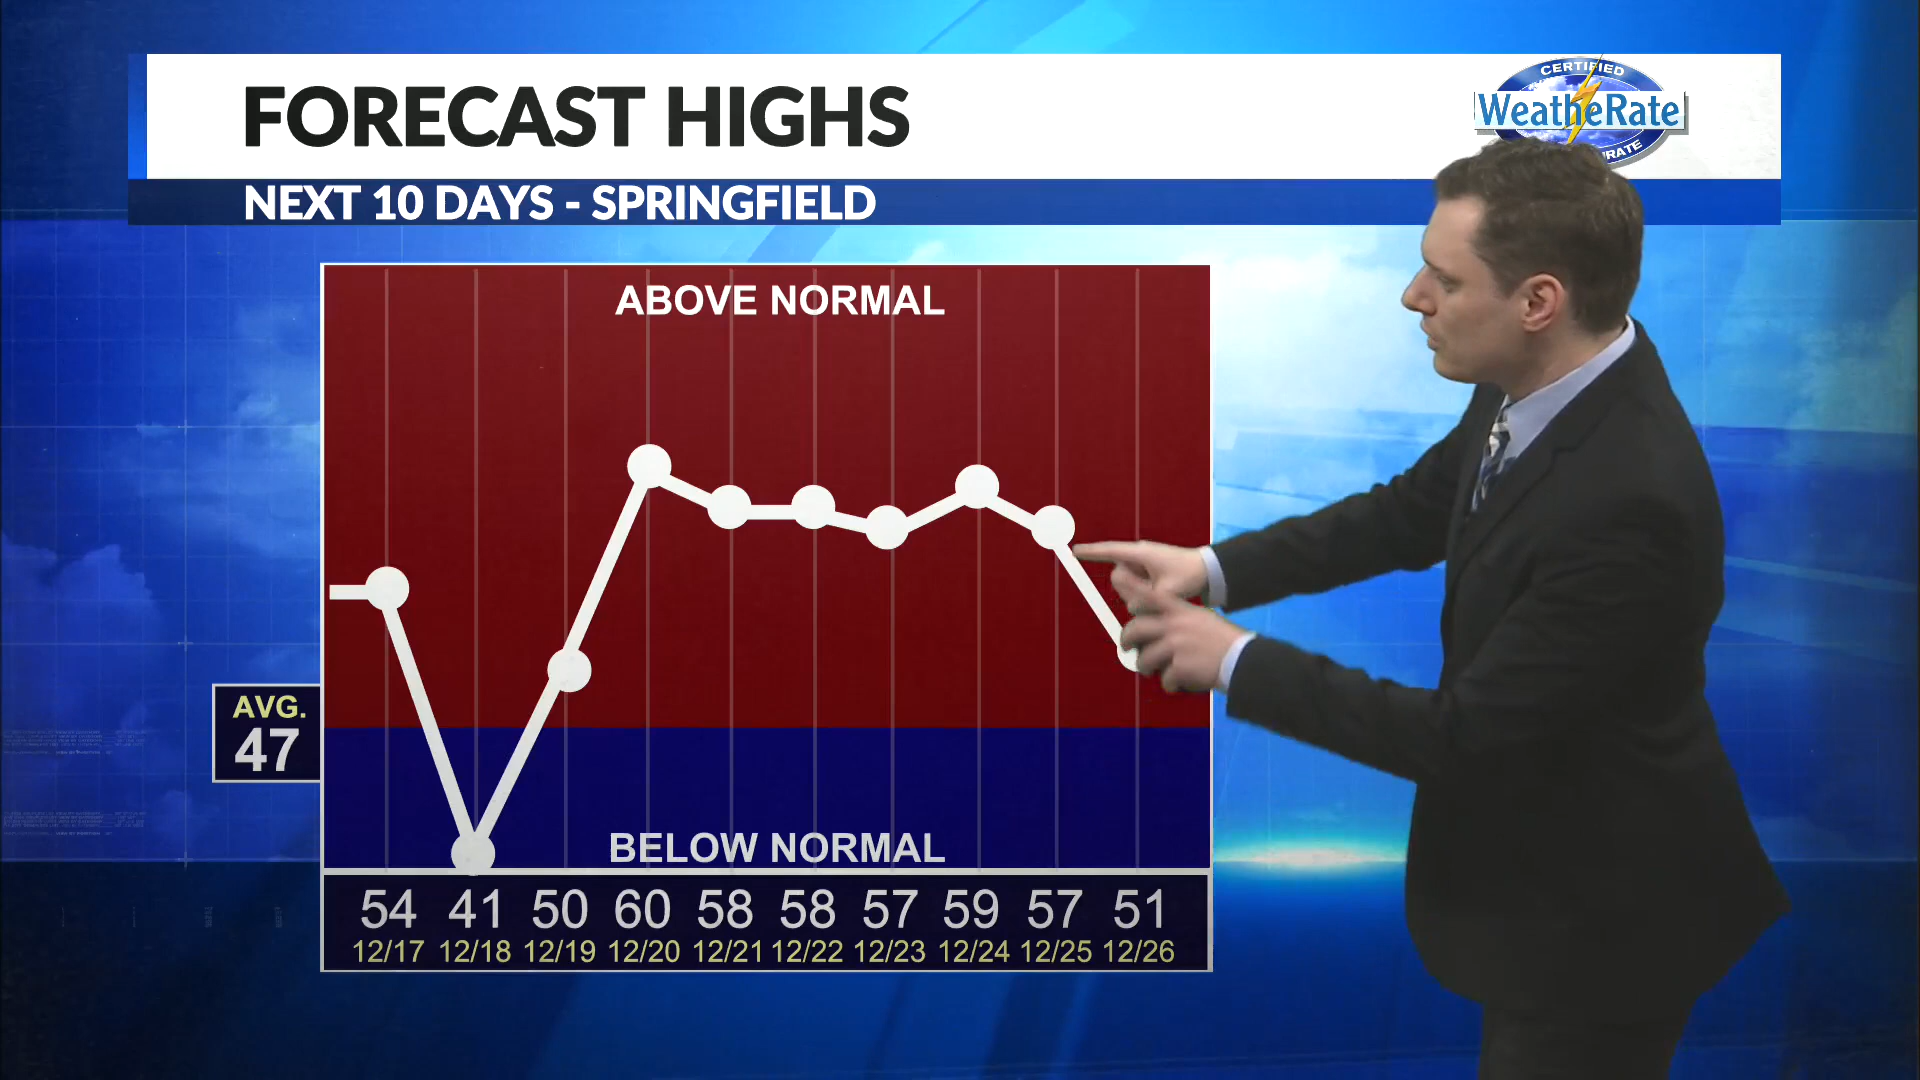 FORECAST HIGHS
CERTIFIED
WeatheRate
NEXT 10 DAYS - SPRINGFIELD
ABOVE NORMAL
AVG.
47
BELOW NORMAL
54 41 50 60 58 58 57 59 57 51
12/17 12/18 12/19 12/20 12/21 12/22 12/23 12/24 12/25 12/26